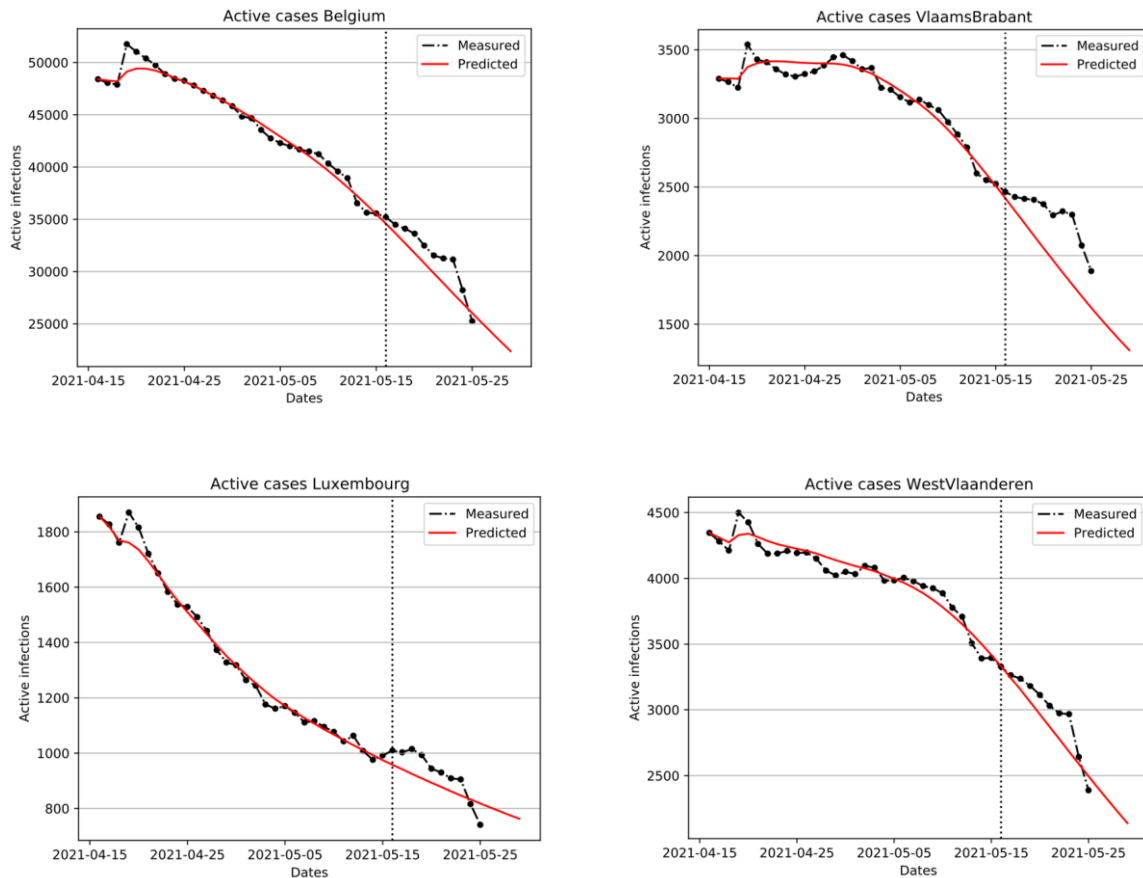 Active cases Belgium
Measured
Predicted
50000
45000
40000
35000
30000
25000
Active infections
2021-04-15 2021-04-25 2021-05-05 2021-05-15 2021-05-25
Dates
Active cases VlaamsBrabant
Measured
Predicted
3500
3000
2500
2000
1500
Active infections
2021-04-15 2021-04-25 2021-05-05 2021-05-15 2021-05-25
Dates
Active cases Luxembourg
Measured
Predicted
1800
1600
1400
1200
1000
800
Active infections
2021-04-15 2021-04-25 2021-05-05 2021-05-15 2021-05-25
Dates
Active cases WestVlaanderen
Measured
Predicted
4500
4000
3500
3000
2500
Active infections
2021-04-15 2021-04-25 2021-05-05 2021-05-15 2021-05-25
Dates